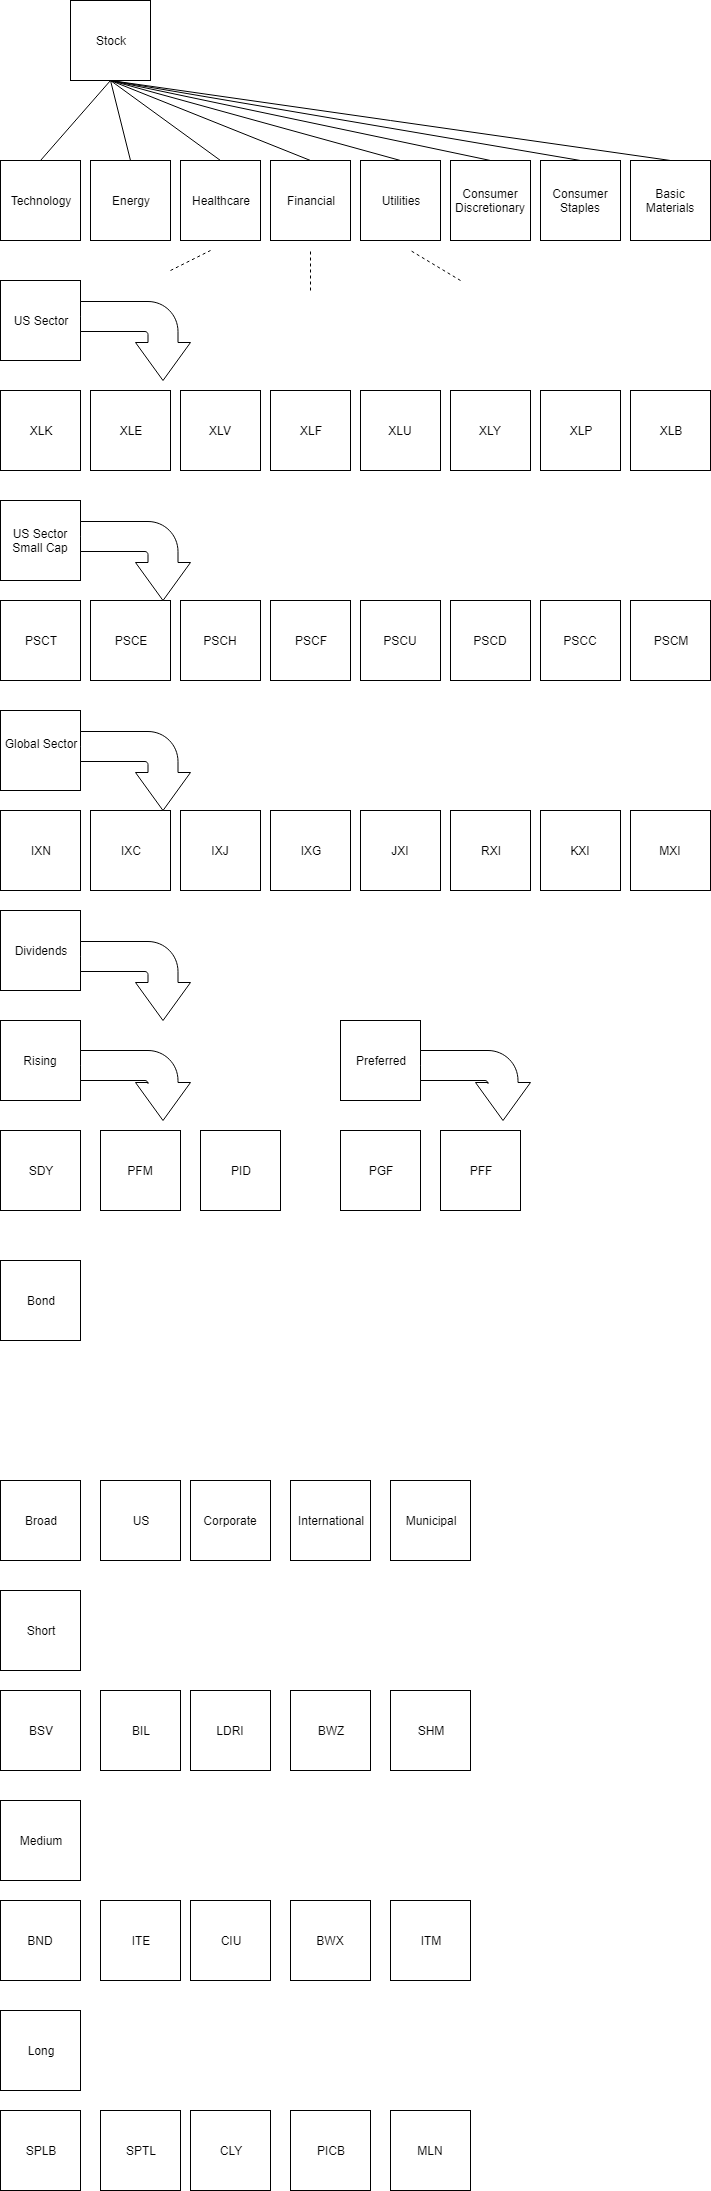 Stock
Technology
Energy
Healthcare
Financial
Utilities
Consumer
Discretionary
Consumer
Staples
Basic
Materials
US Sector
XLK
XLE
XLV
XLF
XLU
XLY
XLP
XLB
US Sector
Small Cap
PSCT
PSCE
PSCH
PSCF
PSCU
PSCD
PSCC
PSCM
Global Sector
IXN
IXC
IXJ
IXG
JXI
RXI
KXI
MXI
Dividends
Rising
Preferred
SDY
PFM
PID
PGF
PFF
Bond
Broad
US
Corporate
International
Municipal
Short
BSV
BIL
LDRI
BWZ
SHM
Medium
BND
ITE
CIU
BWX
ITM
Long
SPLB
SPTL
CLY
PICB
MLN